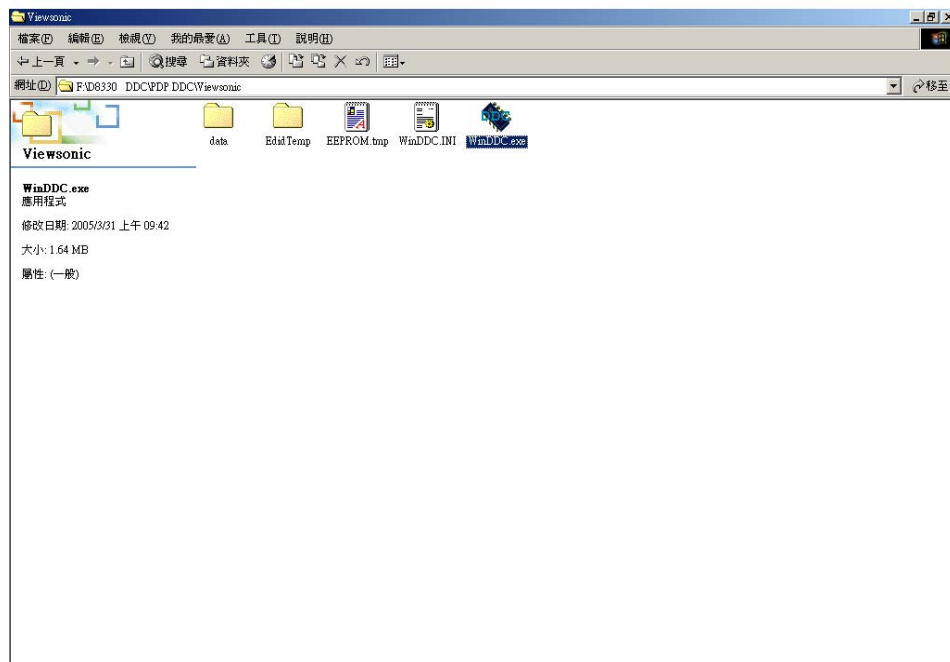 Viewsonic
檔案(F) 編輯(E) 檢視(V) 我的最愛(A) 工具(T) 說明(H)
上一頁 搜尋 資料夾
網址(D) F:\D8330 DDC\PDP DDC\Viewsonic 移至
Viewsonic
data EdidTemp EEPROM.tmp WinDDC.INI WinDDC.exe
WinDDC.exe
應用程式
修改日期: 2005/3/31 上午 09:42
大小: 1.64 MB
屬性: (一般)